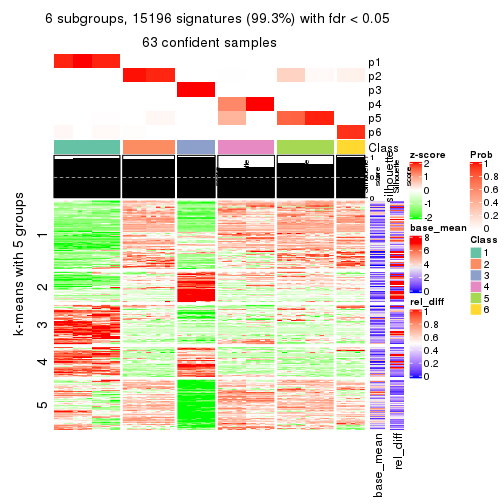 6 subgroups, 15196 signatures (99.3%) with fdr < 0.05
63 confident samples
p1
p2
p3
p4
p5
p6
Class
1
0.5
0
silhouette
score
k-means with 5 groups
1
2
3
4
5
base_mean
rel_diff
z-score
2
1
0
-1
-2
base_mean
8
6
4
2
0
rel_diff
1
0.8
0.6
0.4
0.2
0
Prob
1
0.8
0.6
0.4
0.2
0
Class
1
2
3
4
5
6